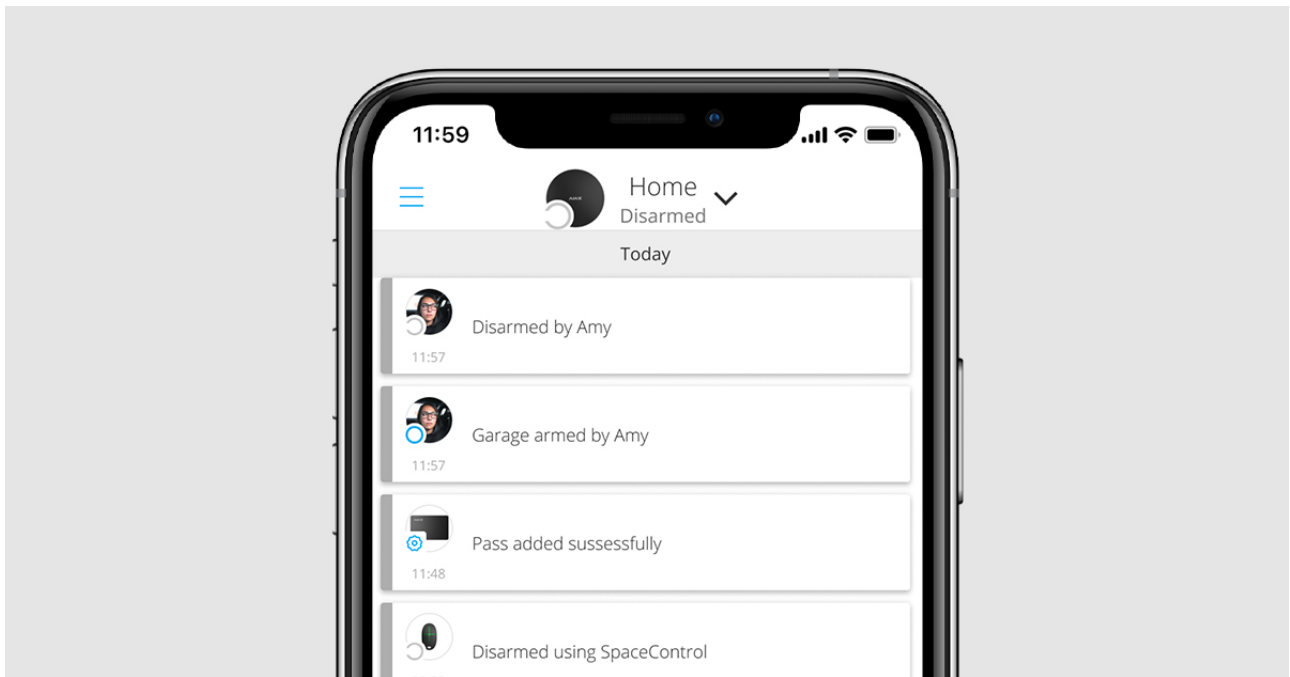 11:59
AJAX
Home
Disarmed
Today
Disarmed by Amy
11:57
Garage armed by Amy
11:57
Pass added sussessfully
11:48
Disarmed using SpaceControl